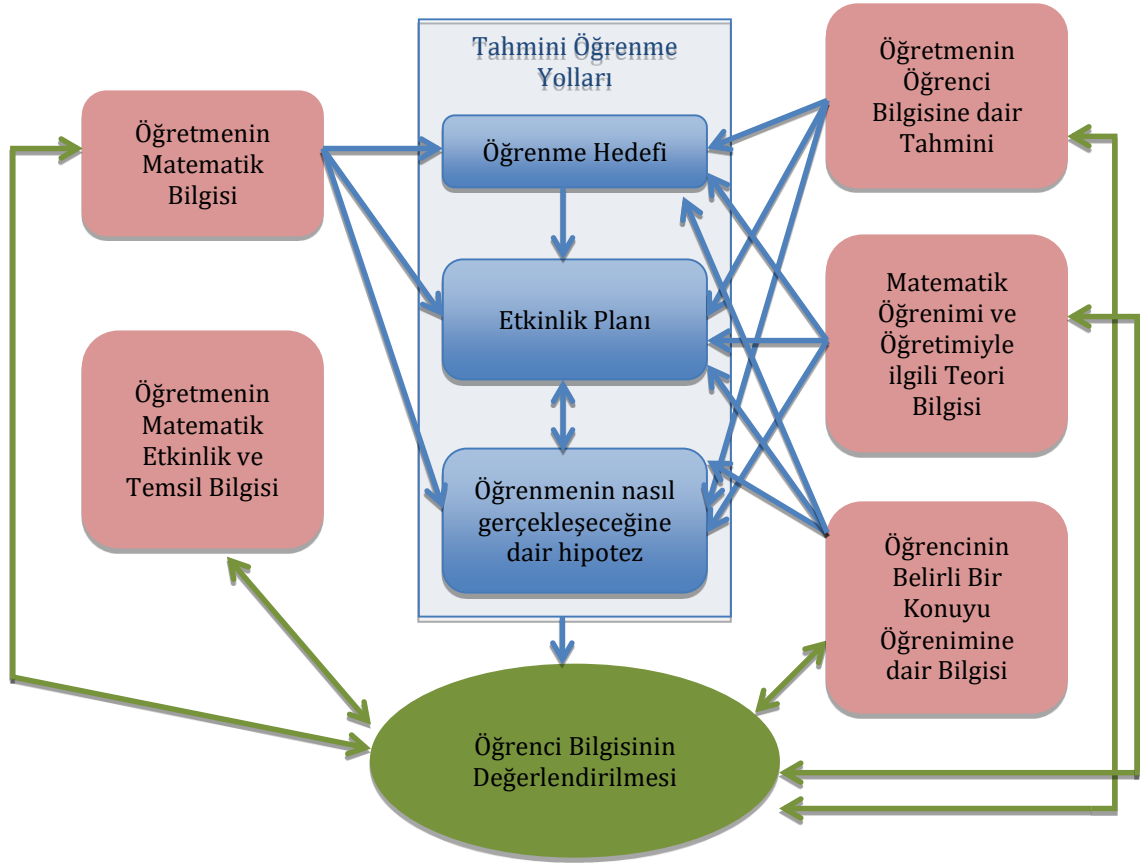 Tahmini Öğrenme
Yolları
Öğretmenin
Matematik
Bilgisi
Öğretmenin
Matematik
Etkinlik ve
Temsil Bilgisi
Öğrenme Hedefi
Etkinlik Planı
Öğrenmenin nasıl
gerçekleşeceğine
dair hipotez
Öğretmenin
Öğrenci
Bilgisine dair
Tahmini
Matematik
Öğrenimi ve
Öğretimiyle
ilgili Teori
Bilgisi
Öğrencinin
Belirli Bir
Konuyu
Öğrenimine
dair Bilgisi
Öğrenci Bilgisinin
Değerlendirilmesi